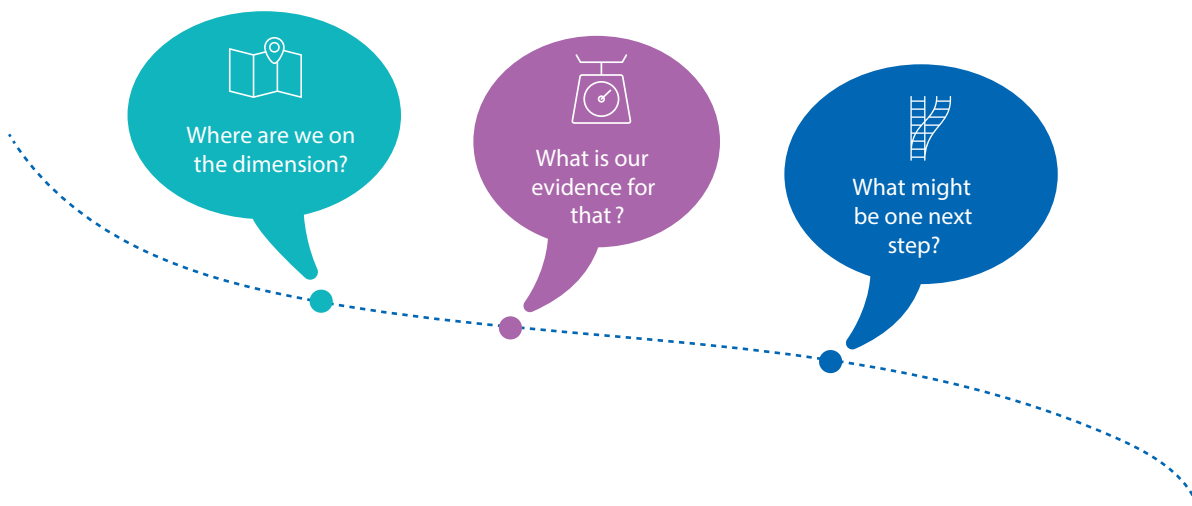 Where are we on
the dimension?
What is our
evidence for
that ?
What might
be one next
step?